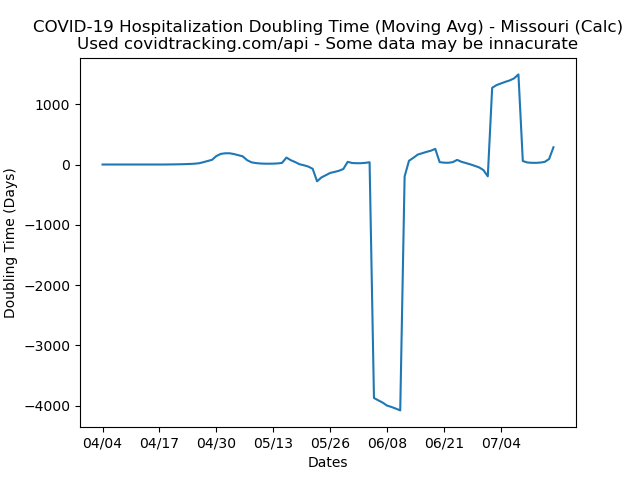 COVID-19 Hospitalization Doubling Time (Moving Avg) - Missouri (Calc)
Used covidtracking.com/api - Some data may be innacurate
1000
0
−1000
−2000
−3000
−4000
Doubling Time (Days)
04/04 04/17 04/30 05/13 05/26 06/08 06/21 07/04
Dates